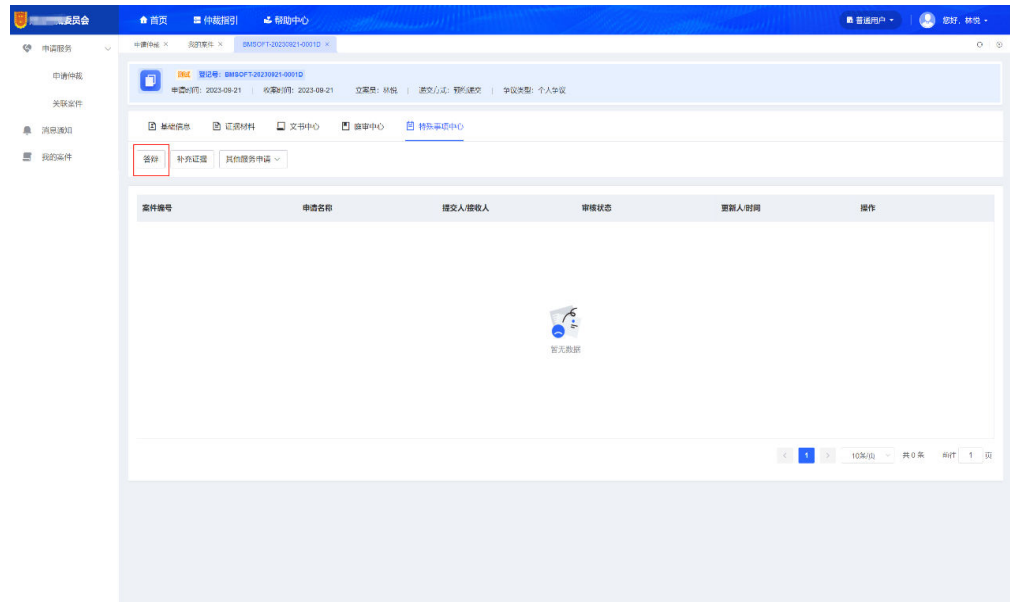 委员会
首页 仲裁指引 帮助中心
普通用户 您好, 林悦
申请服务
申请仲裁
关联案件
消息通知
我的案件
申请仲裁 × 我的案件 × BMSOFT-20230921-0001D ×
测试 登记号: BMSOFT-20230921-0001D
申请时间: 2023-09-21 | 收案时间: 2023-09-21 立案员: 林悦 | 递交方式: 预约递交 | 争议类型: 个人争议
基础信息 证据材料 文书中心 庭审中心 特殊事项中心
答辩 补充证据 其他服务申请
案件编号 申请名称 提交人/接收人 审核状态 更新人/时间 操作
暂无数据
< 1 > 10条/页 共 0 条 前往 1 页